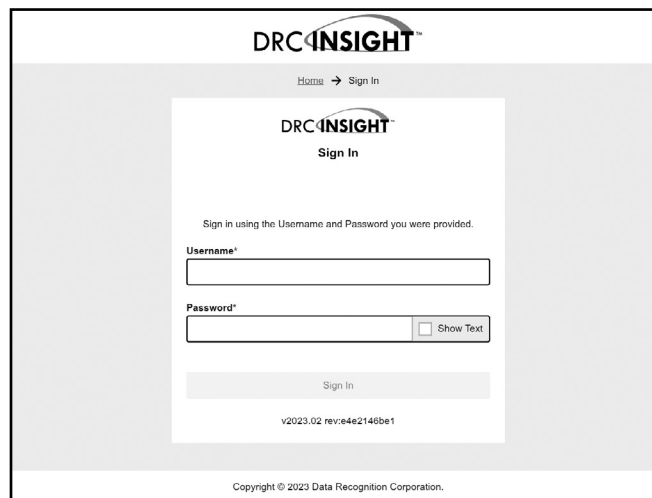 DRC INSIGHT™
Home → Sign In
DRC INSIGHT™
Sign In
Sign in using the Username and Password you were provided.
Username*
Password*
Show Text
Sign In
v2023.02 rev:e4e2146be1
Copyright © 2023 Data Recognition Corporation.